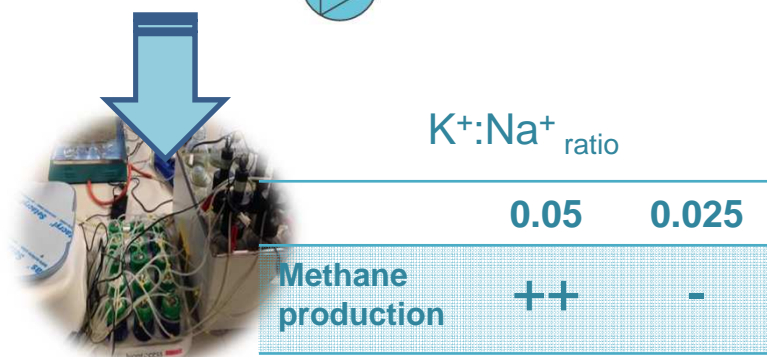 K⁺:Na⁺ ratio
0.05 0.025
Methane
production ++ -